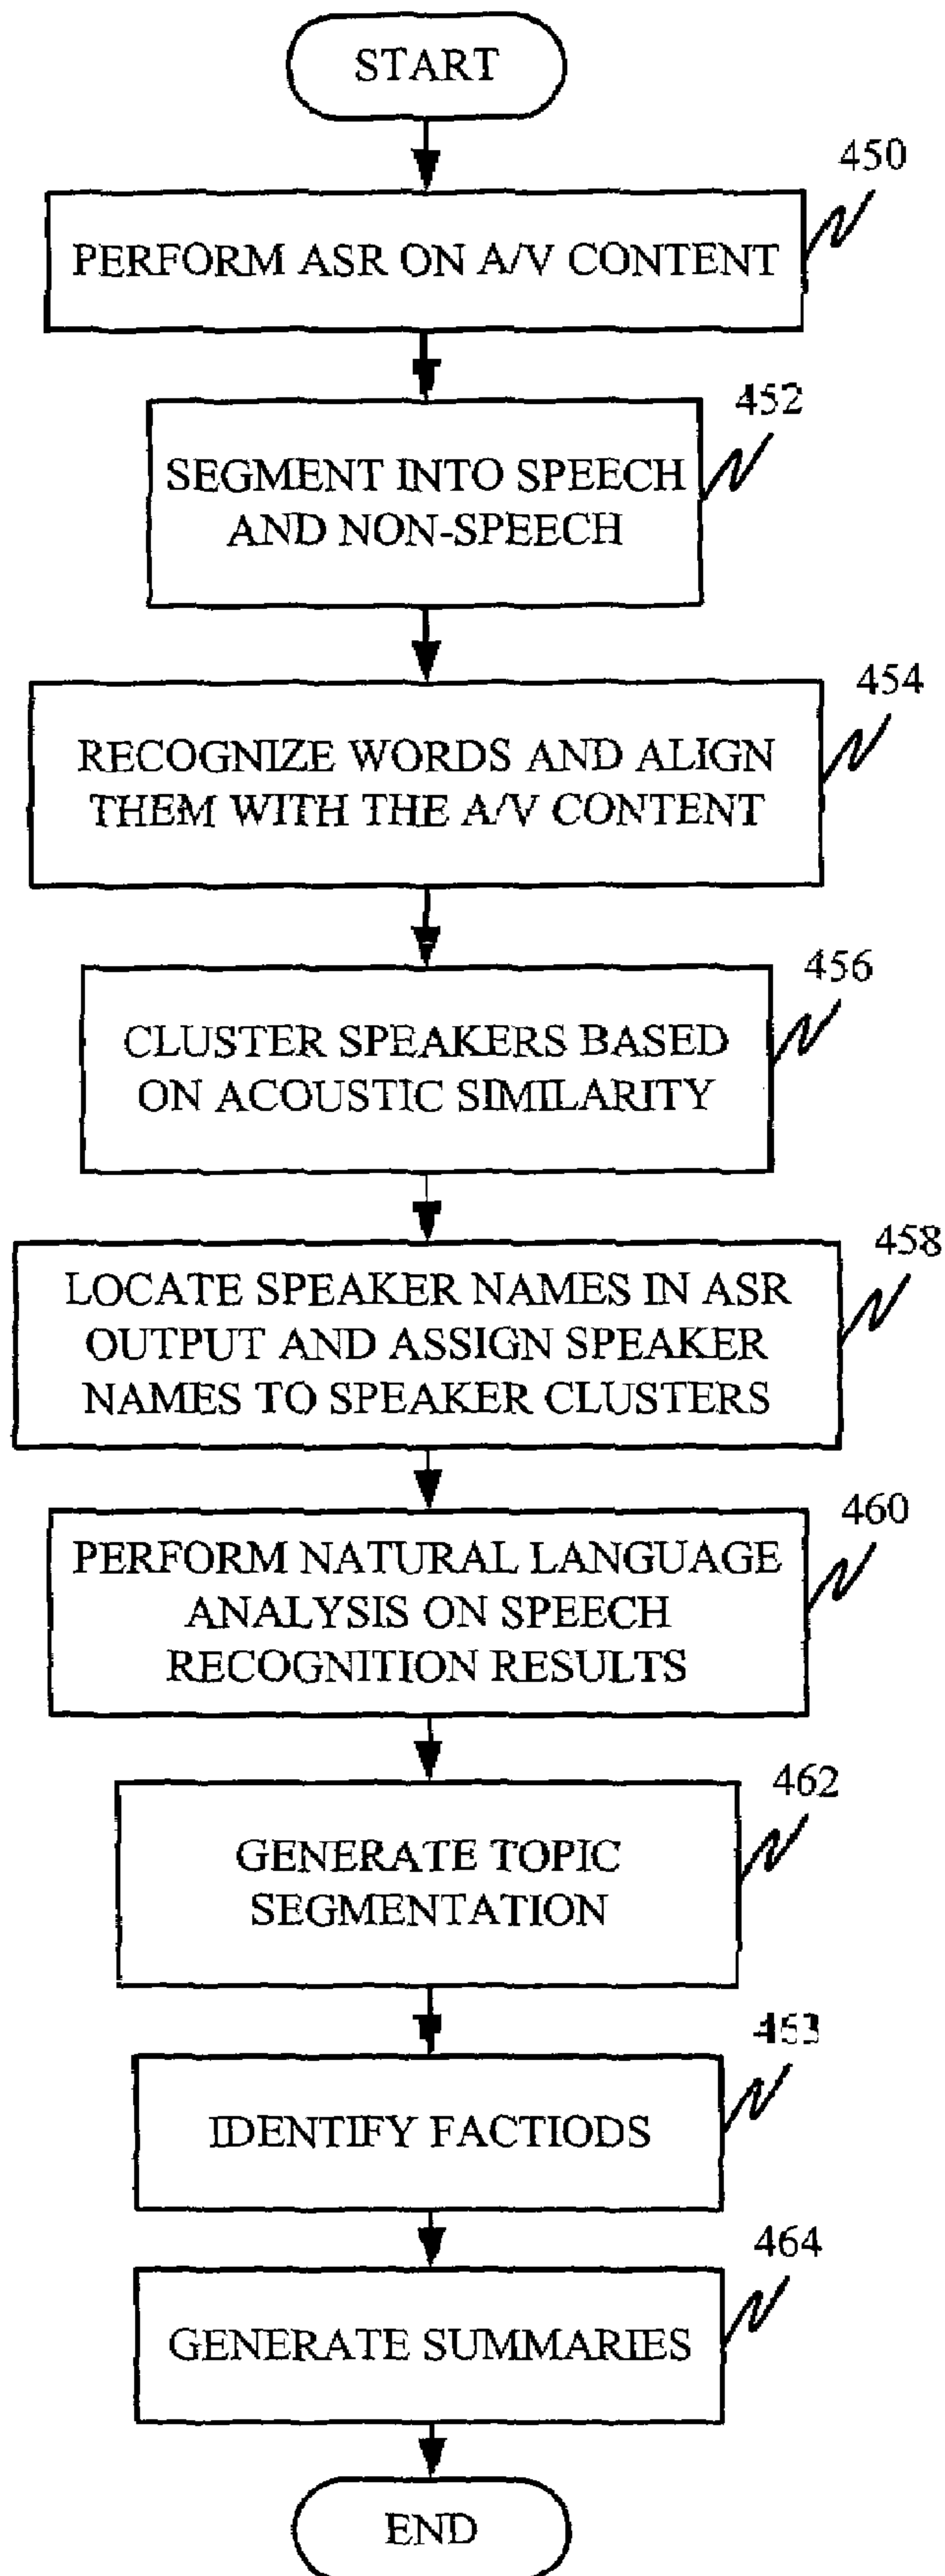 START
450
PERFORM ASR ON A/V CONTENT
452
SEGMENT INTO SPEECH
AND NON-SPEECH
454
RECOGNIZE WORDS AND ALIGN
THEM WITH THE A/V CONTENT
456
CLUSTER SPEAKERS BASED
ON ACOUSTIC SIMILARITY
458
LOCATE SPEAKER NAMES IN ASR
OUTPUT AND ASSIGN SPEAKER
NAMES TO SPEAKER CLUSTERS
460
PERFORM NATURAL LANGUAGE
ANALYSIS ON SPEECH
RECOGNITION RESULTS
462
GENERATE TOPIC
SEGMENTATION
463
IDENTIFY FACTIODS
464
GENERATE SUMMARIES
END